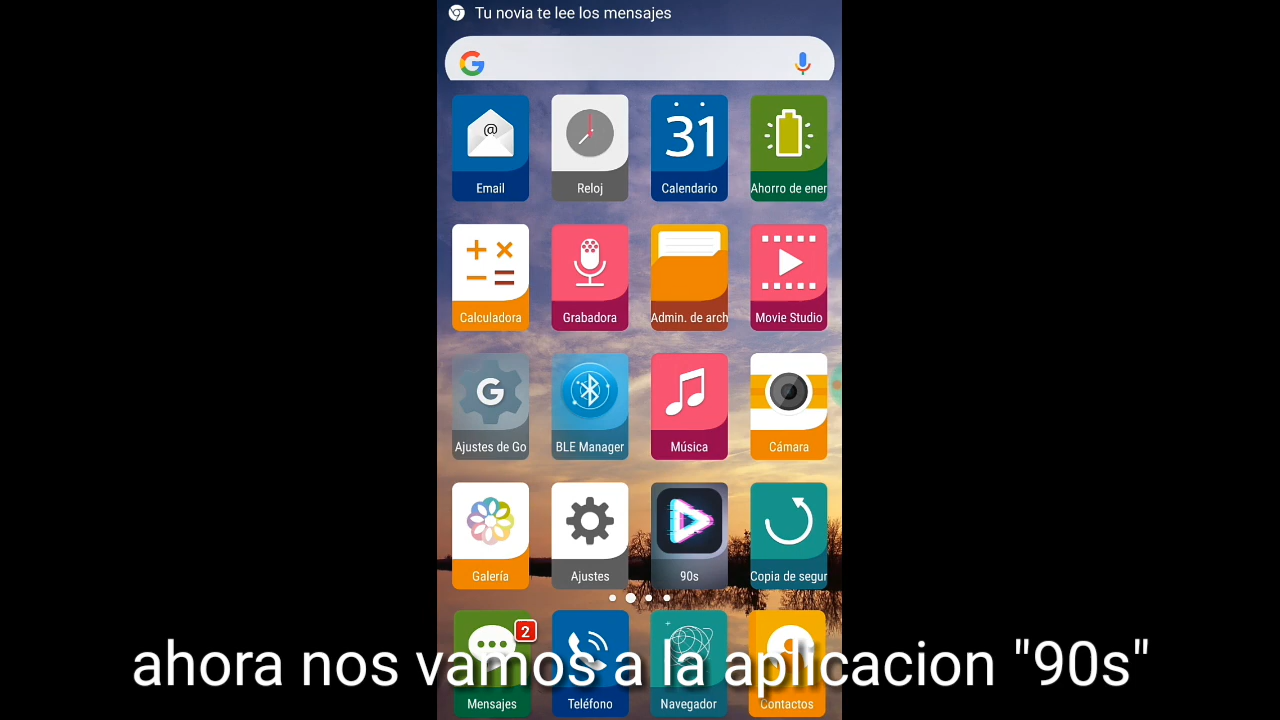 Tu novia te lee los mensajes
G
@
31
Email
Reloj
Calendario
Ahorro de ener
Calculadora
Grabadora
Admin. de arch
Movie Studio
G
Ajustes de Go
BLE Manager
Música
Cámara
Galería
Ajustes
90s
Copia de segur
2
ahora nos vamos a la aplicacion "90s"
Mensajes
Teléfono
Navegador
Contactos